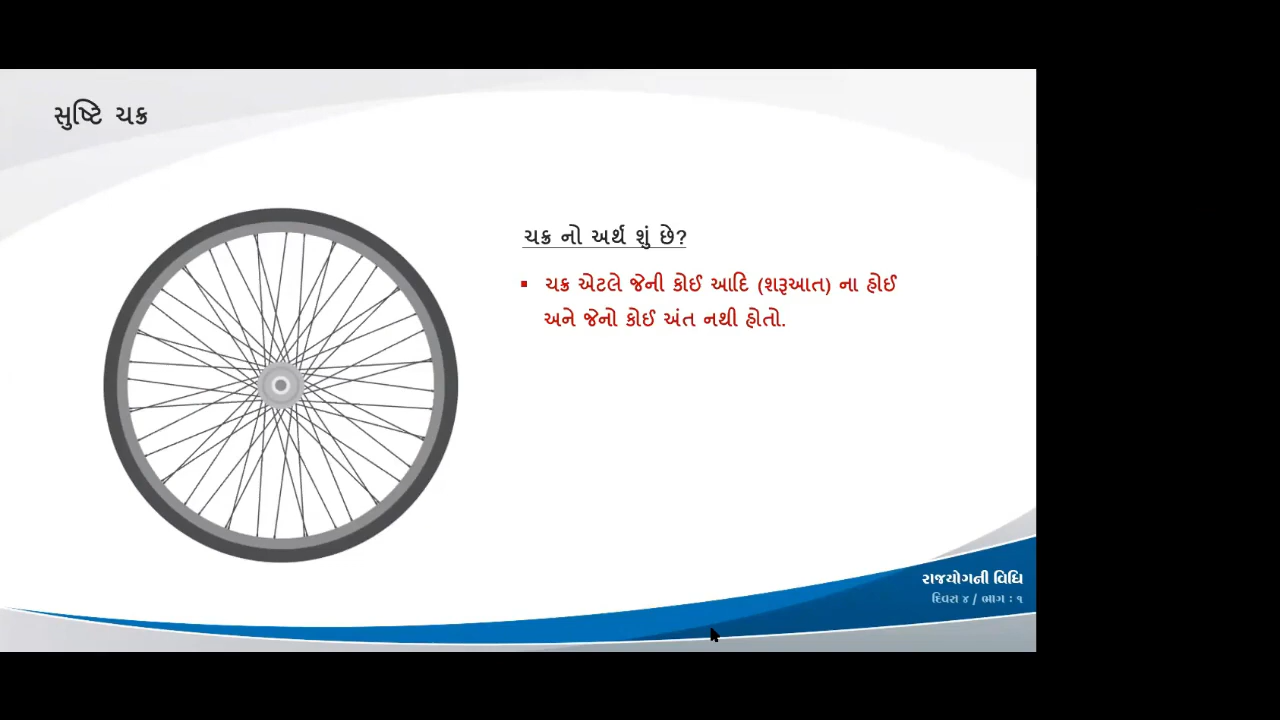 સુષ્ટિ ચક્ર
ચક્ર નો અર્થ શું છે?
▪ ચક્ર એટલે જેની કોઈ આદિ (શરૂઆત) ના હોઈ
અને જેનો કોઈ અંત નથી હોતો.
રાજયોગની વિધિ
દિવસ ૪ / ભાગ : ૧